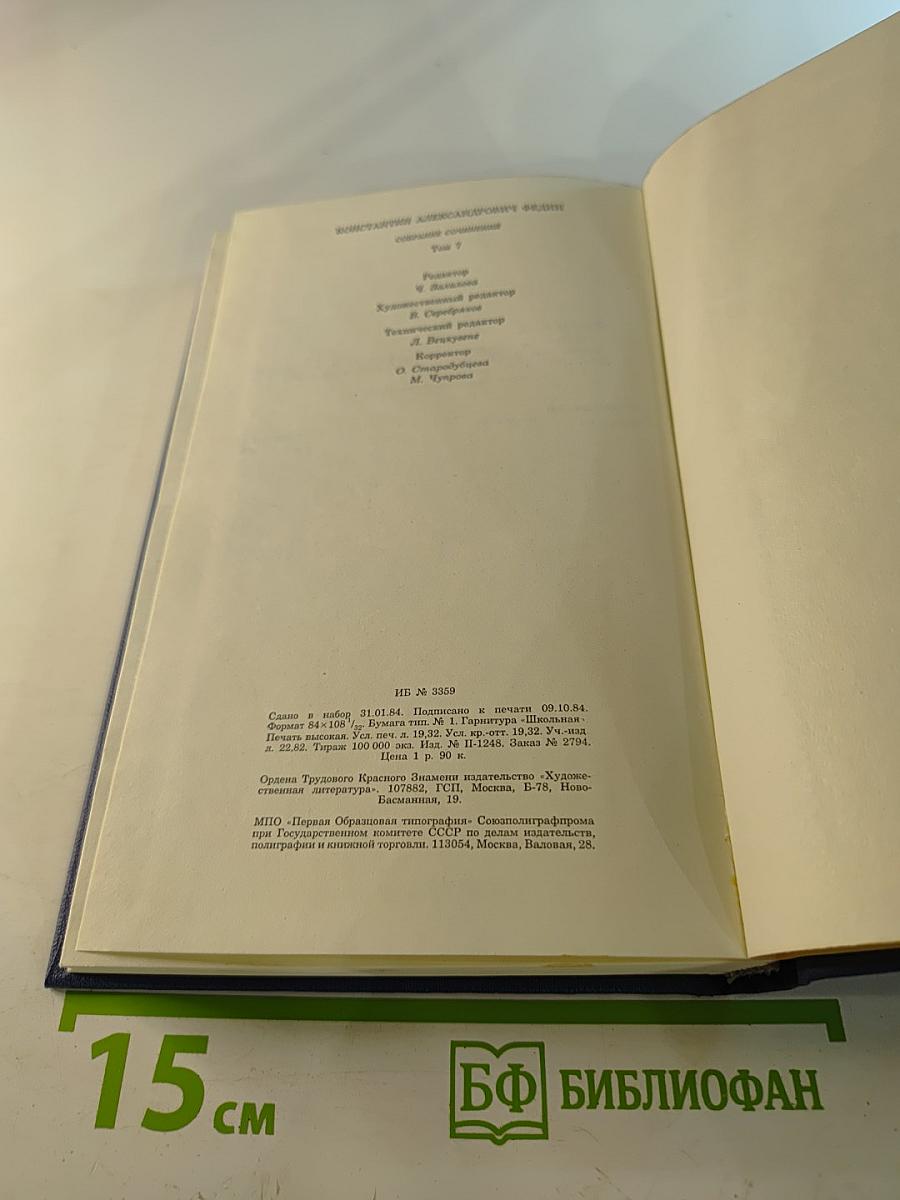 КОНСТАНТИН АЛЕКСАНДРОВИЧ ФЕДИН
СОБРАНИЕ СОЧИНЕНИЙ
Том 7
Редактор
Ч.
Художественный редактор
В. Серебряков
Технический редактор
Л. Вецкувене
Корректор
О. Стародубцева
М. Чупрова
ИБ № 3359
Сдано в набор 31.01.84. Подписано к печати 09.10.84.
Формат 84×108 1/32. Бумага тип. № 1. Гарнитура «Школьная».
Печать высокая. Усл. печ. л. 19,32. Усл. кр.-отт. 19,32. Уч.-изд
л. 22,82. Тираж 100 000 экз. Изд. № II-1248. Заказ № 2794.
Цена 1 р. 90 к.
Ордена Трудового Красного Знамени издательство «Художе-
ственная литература». 107882, ГСП, Москва, Б-78, Ново-
Басманная, 19.
МПО «Первая Образцовая типография» Союзполиграфпрома
при Государственном комитете СССР по делам издательств,
полиграфии и книжной торговли. 113054, Москва, Валовая, 28.
15 см
БФ БИБЛИОФАН